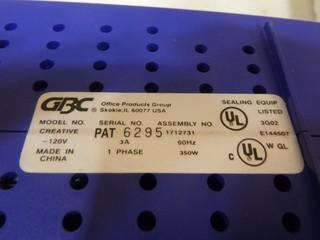 GBC Office Products Group
® Skokie,IL 60077 USA
SEALING EQUIP
MODEL NO. SERIAL NO. ASSEMBLY NO. UL LISTED
CREATIVE PAT 6295 1712731 3G02
~120V 3A 60Hz E144507
MADE IN 1 PHASE 350W C UL W GL
CHINA